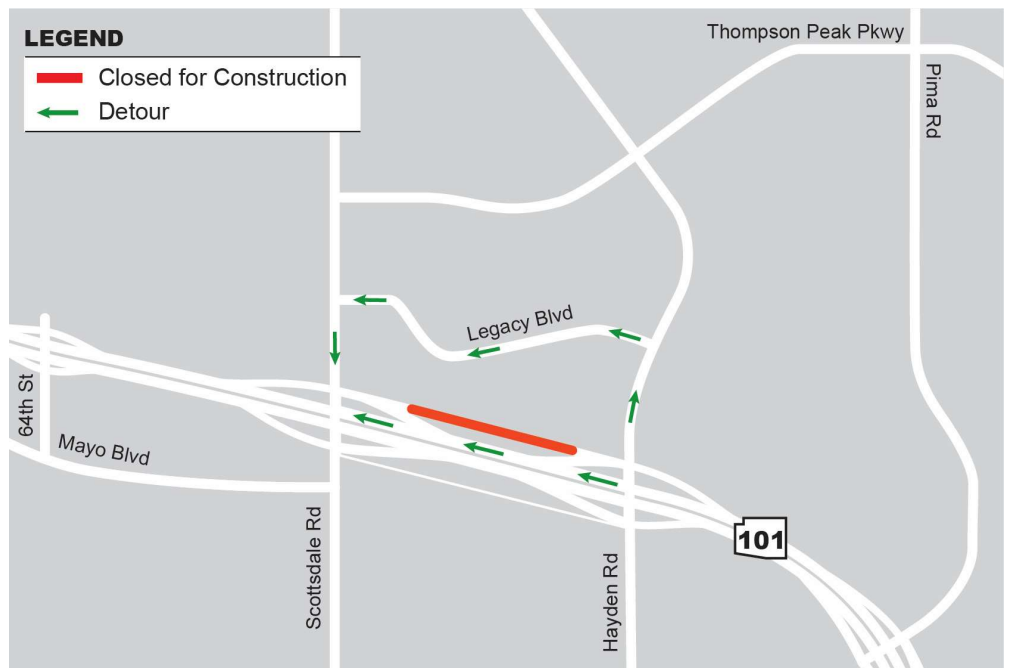 LEGEND
Closed for Construction
Detour
Thompson Peak Pkwy
Pima Rd
Legacy Blvd
64th St
Mayo Blvd
Scottsdale Rd
Hayden Rd
101